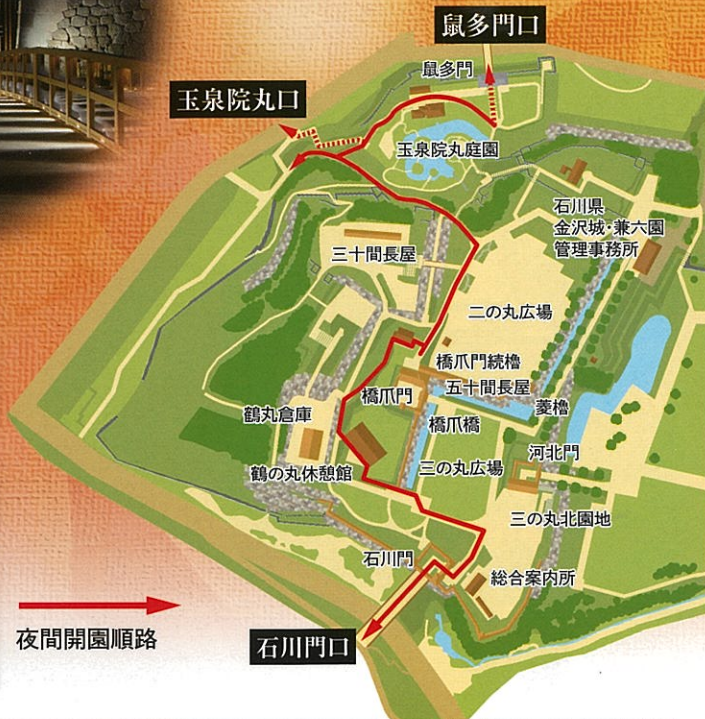 鼠多門口
鼠多門
玉泉院丸口
玉泉院丸庭園
石川県
金沢城・兼六園
管理事務所
三十間長屋
二の丸広場
橋爪門続櫓
五十間長屋
橋爪門
菱櫓
鶴丸倉庫
橋爪橋
河北門
鶴の丸休憩館
三の丸広場
三の丸北園地
石川門
総合案内所
夜間開園順路
石川門口